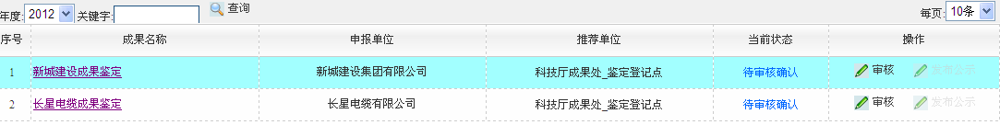 年度: 2012 关键字: 查询 每页: 10条
序号 成果名称 申报单位 推荐单位 当前状态 操作
1 新城建设成果鉴定 新城建设集团有限公司 科技厅成果处_鉴定登记点 待审核确认 审核 发布公示
2 长星电缆成果鉴定 长星电缆有限公司 科技厅成果处_鉴定登记点 待审核确认 审核 发布公示